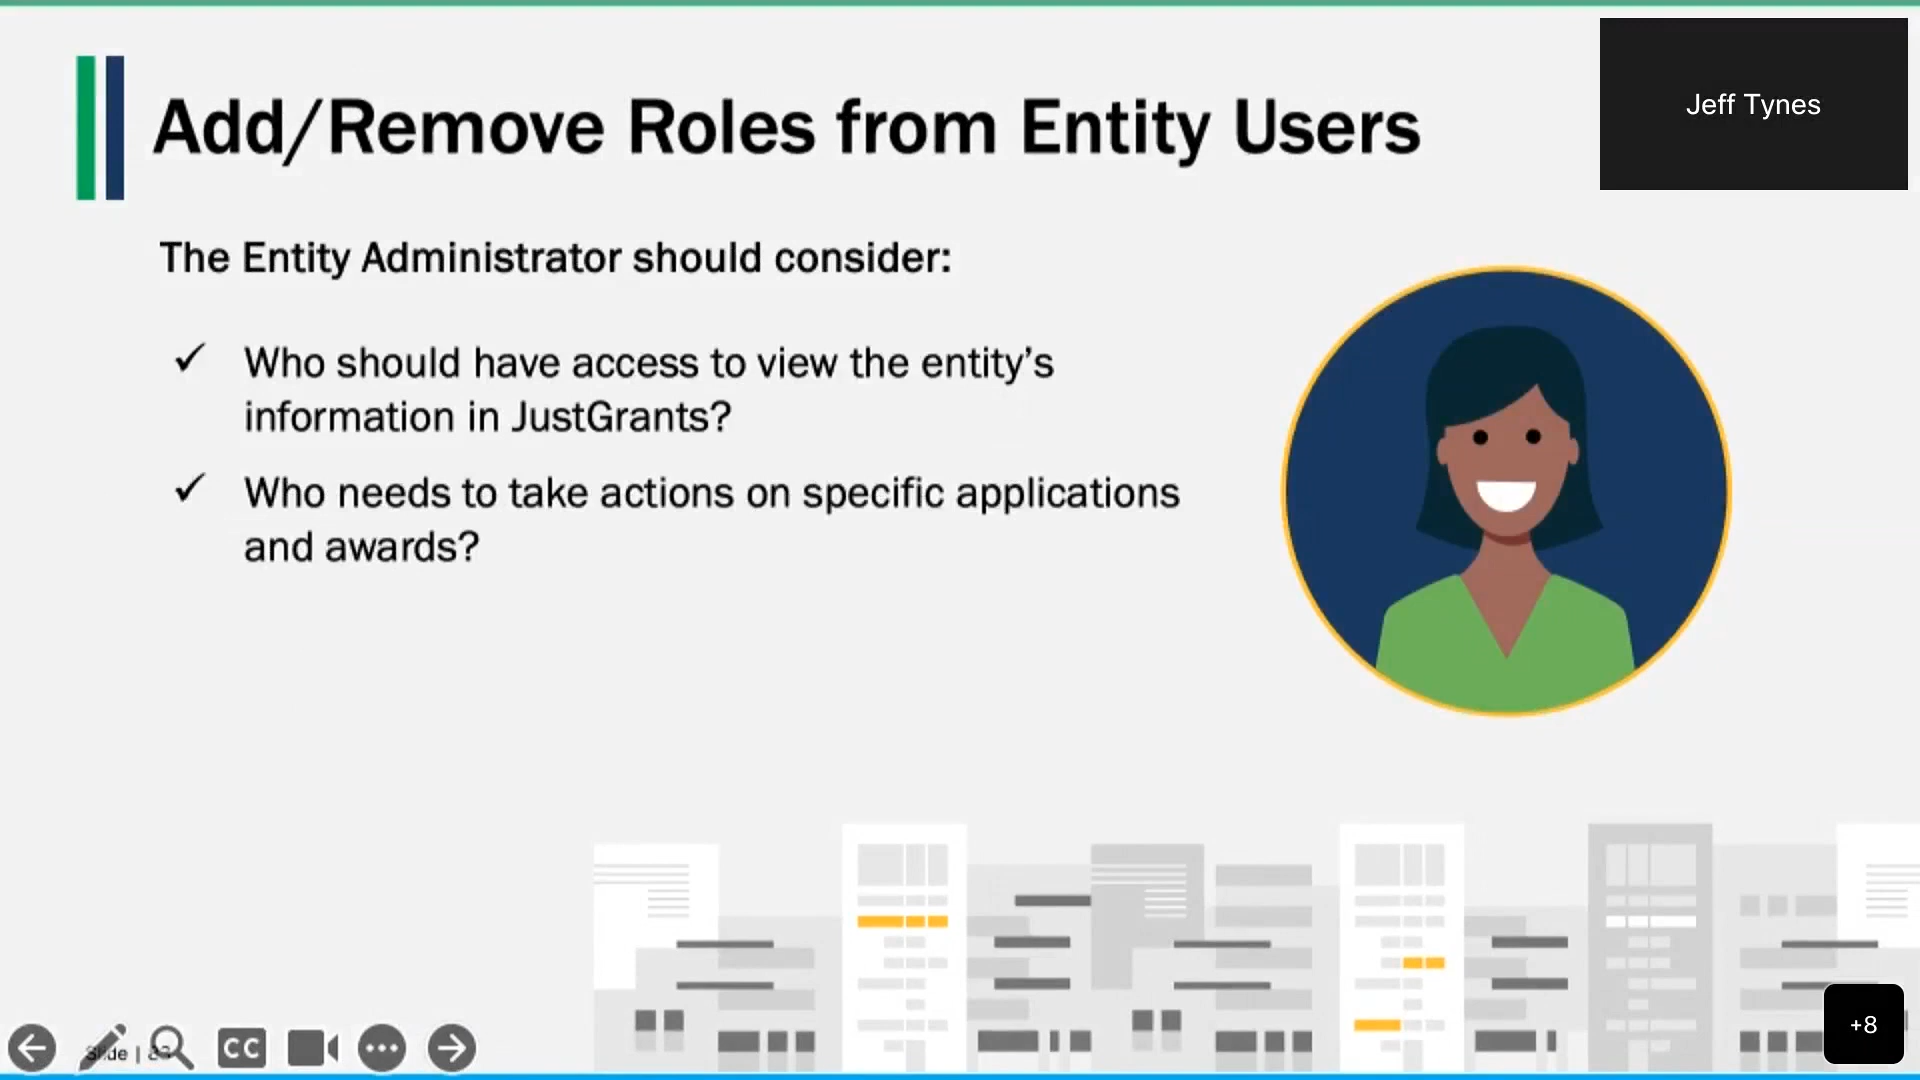 Add/Remove Roles from Entity Users
Jeff Tynes
The Entity Administrator should consider:
✓ Who should have access to view the entity’s
information in JustGrants?
✓ Who needs to take actions on specific applications
and awards?
Slide |
CC
+8